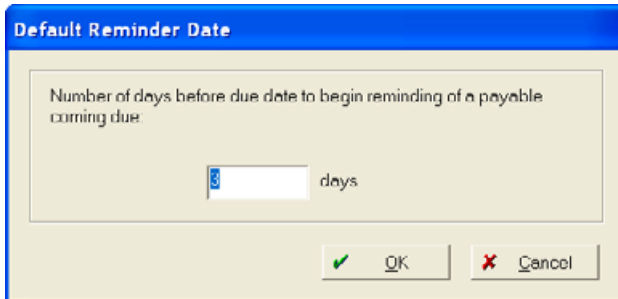 Default Reminder Date
Number of days before due date to begin reminding of a payable
coming due:
3 days
OK Cancel